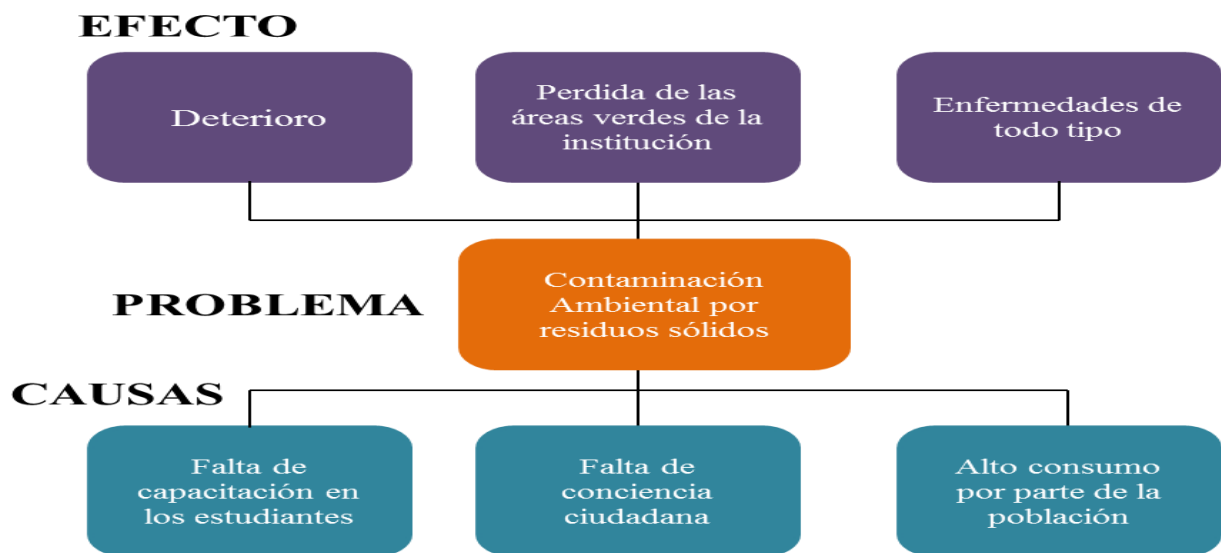 EFECTO
Deterioro
Perdida de las
áreas verdes de la
institución
Enfermedades de
todo tipo
PROBLEMA
Contaminación
Ambiental por
residuos sólidos
CAUSAS
Falta de
capacitación en
los estudiantes
Falta de
conciencia
ciudadana
Alto consumo
por parte de la
población